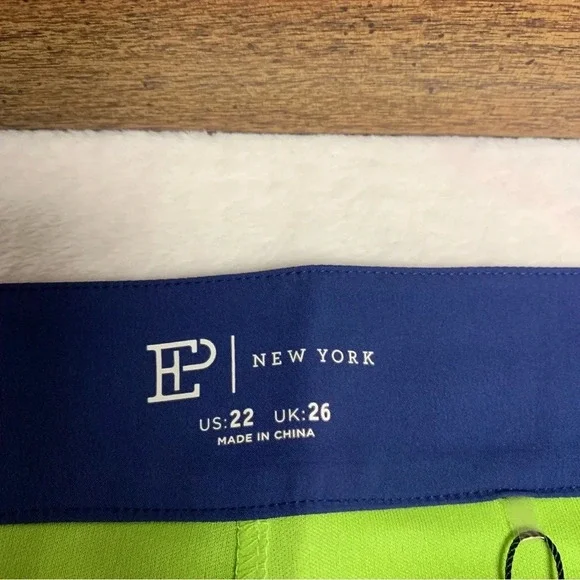 EP | NEW YORK
US:22 UK:26
MADE IN CHINA